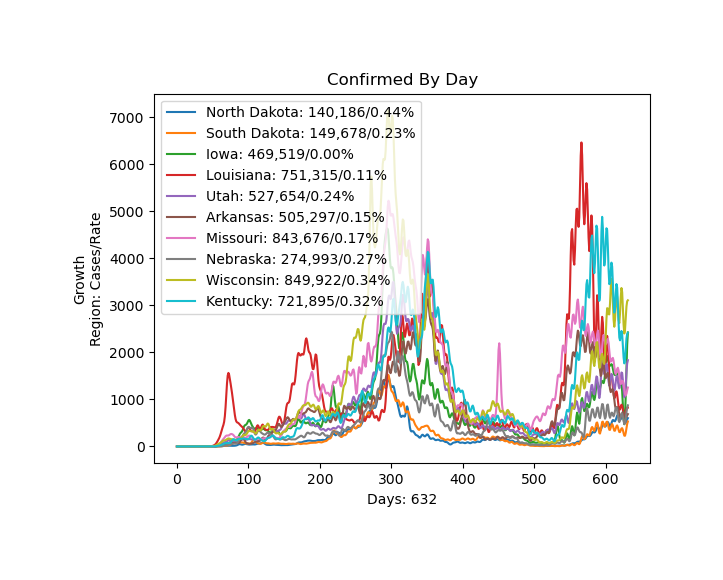 Confirmed By Day
Growth
Region: Cases/Rate
7000
6000
5000
4000
3000
2000
1000
0
North Dakota: 140,186/0.44%
South Dakota: 149,678/0.23%
Iowa: 469,519/0.00%
Louisiana: 751,315/0.11%
Utah: 527,654/0.24%
Arkansas: 505,297/0.15%
Missouri: 843,676/0.17%
Nebraska: 274,993/0.27%
Wisconsin: 849,922/0.34%
Kentucky: 721,895/0.32%
0 100 200 300 400 500 600
Days: 632